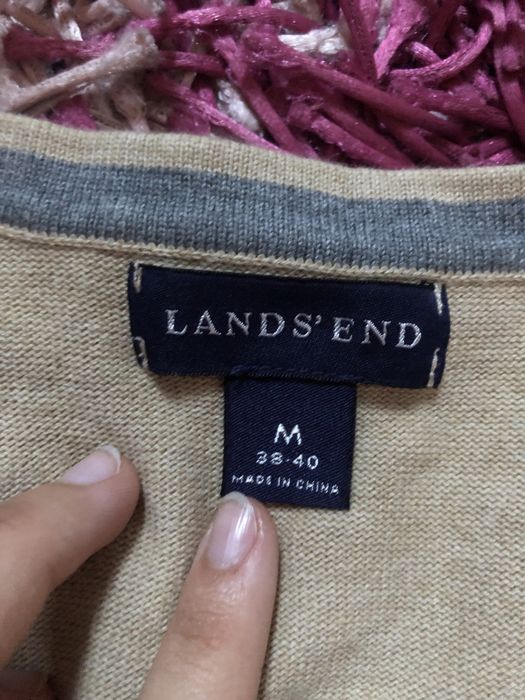 LANDS' END
M
38-40
MADE IN CHINA